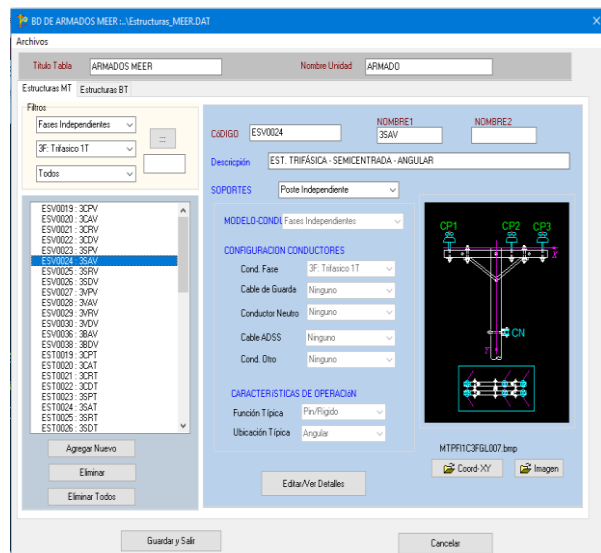 BD DE ARMADOS MEER :..\Estructuras_MEER.DAT
Archivos
Titulo Tabla ARMADOS MEER Nombre Unidad ARMADO
Estructuras MT Estructuras BT
Filtros
Fases Independientes
3F: Trifasico 1T
Todos
ESV0019 : 3CPV
ESV0020 : 3CAV
ESV0021 : 3CRV
ESV0022 : 3CDV
ESV0023 : 3SPV
ESV0024 : 3SAV
ESV0025 : 3SRV
ESV0026 : 3SDV
ESV0027 : 3VPV
ESV0028 : 3VAV
ESV0029 : 3VRV
ESV0030 : 3VDV
ESV0036 : 3BAV
ESV0038 : 3BDV
EST0019 : 3CPT
EST0020 : 3CAT
EST0021 : 3CRT
EST0022 : 3CDT
EST0023 : 3SPT
EST0024 : 3SAT
EST0025 : 3SRT
EST0026 : 3SDT
Agregar Nuevo
Eliminar
Eliminar Todos
NOMBRE1 NOMBRE2
CóDIGO ESV0024 3SAV
Descricpión EST. TRIFÁSICA - SEMICENTRADA - ANGULAR
SOPORTES Poste Independiente
MODELO-CONDU Fases Independientes
CONFIGURACION CONDUCTORES
Cond. Fase 3F: Trifasico 1T
Cable de Guarda Ninguno
Conductor Neutro Ninguno
Cable ADSS Ninguno
Cond. Otro Ninguno
CARACTERíSTICAS DE OPERACIóN
Función Típica Pin/Rigido
Ubicación Típica Angular
Editar/Ver Detalles
CP1 CP2 CP3
X
CN
Z
MTPFI1C3FGL007.bmp
Coord-XY Imagen
Guardar y Salir Cancelar